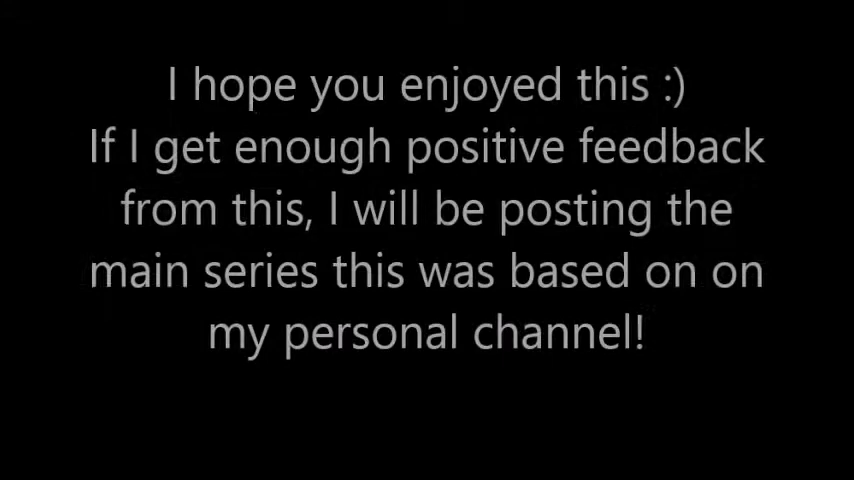 I hope you enjoyed this :)
If I get enough positive feedback
from this, I will be posting the
main series this was based on on
my personal channel!